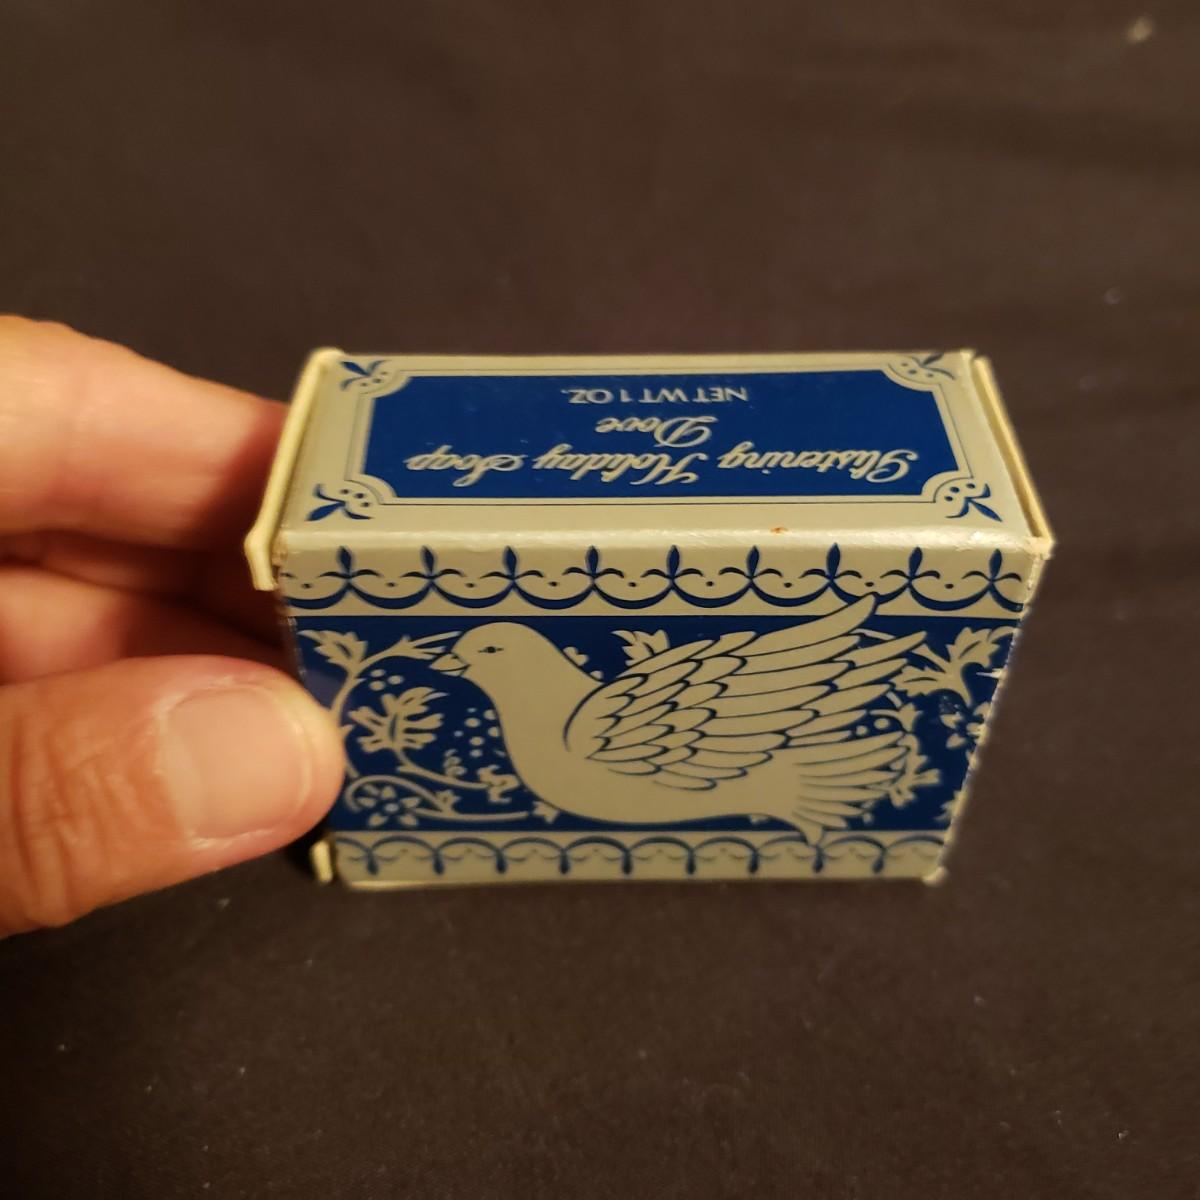 Glistening Holiday Soap
Dove
NET WT 1 OZ.